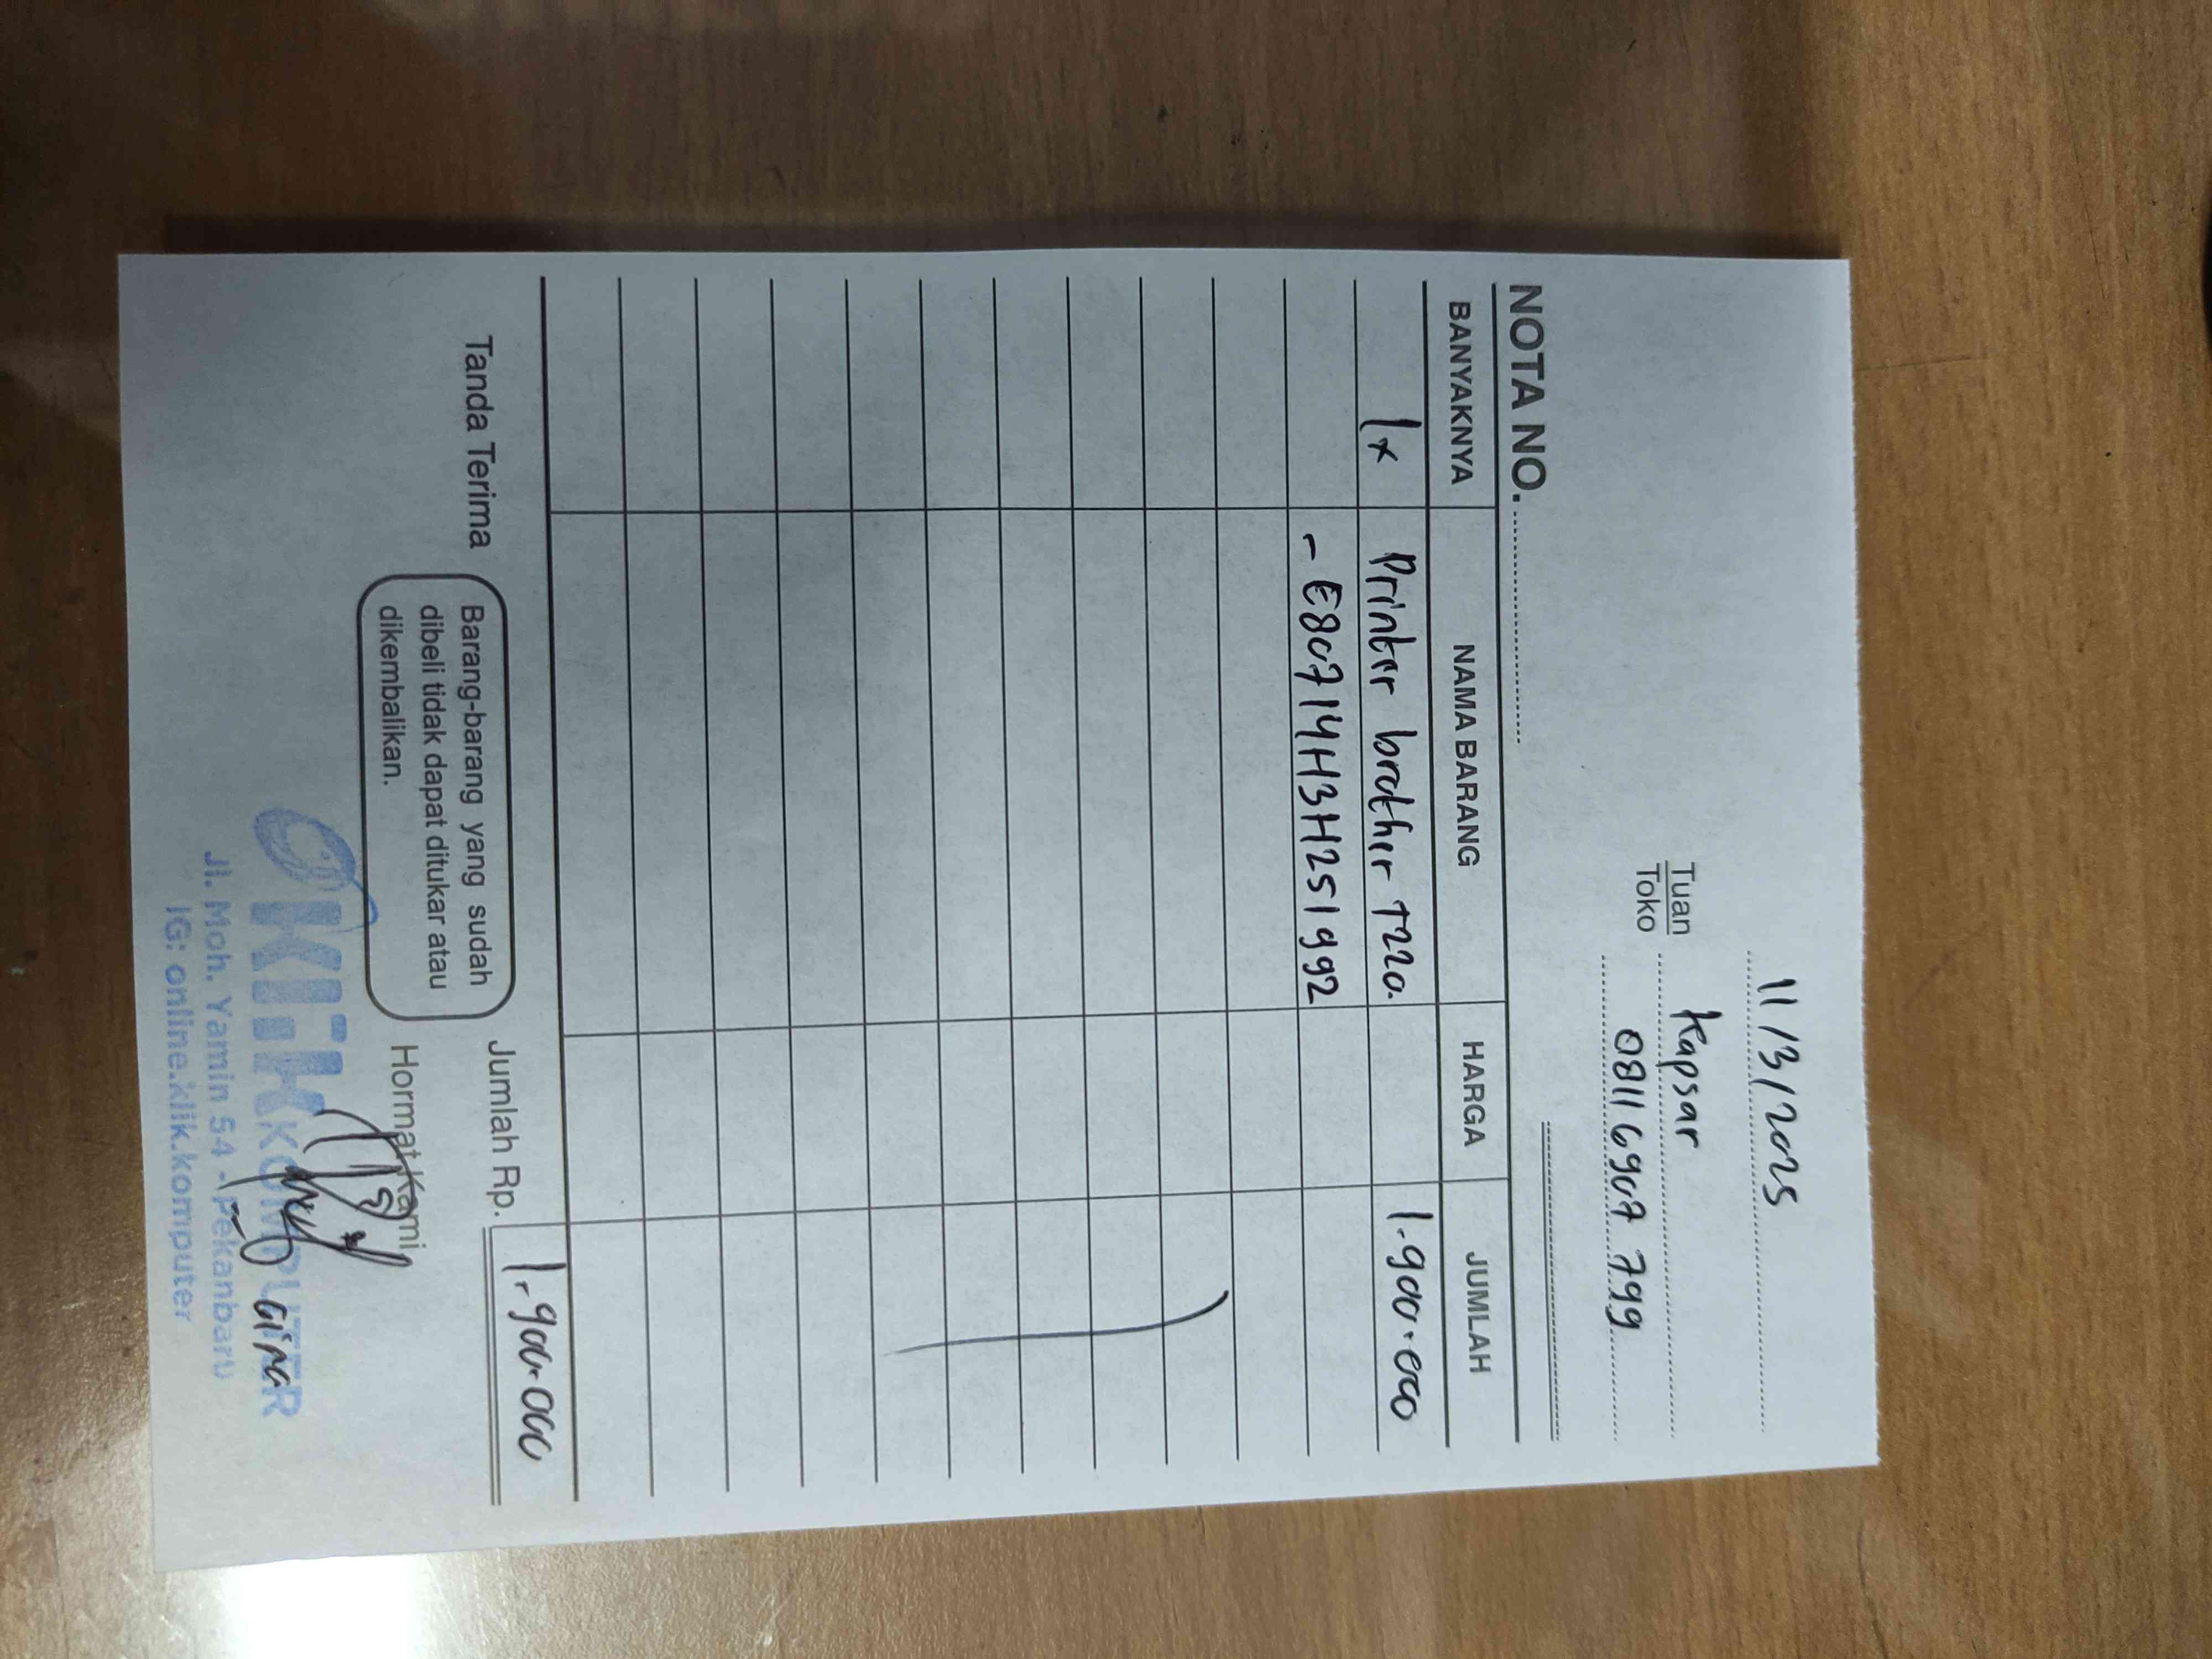 11/3/2025
Tuan Kapsar
Toko 0811 6907 799
NOTA NO.
BANYAKNYA NAMA BARANG HARGA JUMLAH
1x Printer brother T220. 1.900.000
- E80714H3H251992
Jumlah Rp. 1.900.000
Tanda Terima
Barang-barang yang sudah
dibeli tidak dapat ditukar atau
dikembalikan.
Hormat Kami,
Klik KOMPUTER
Jl. Moh. Yamin 54 - Pekanbaru
IG: online.klik.komputer